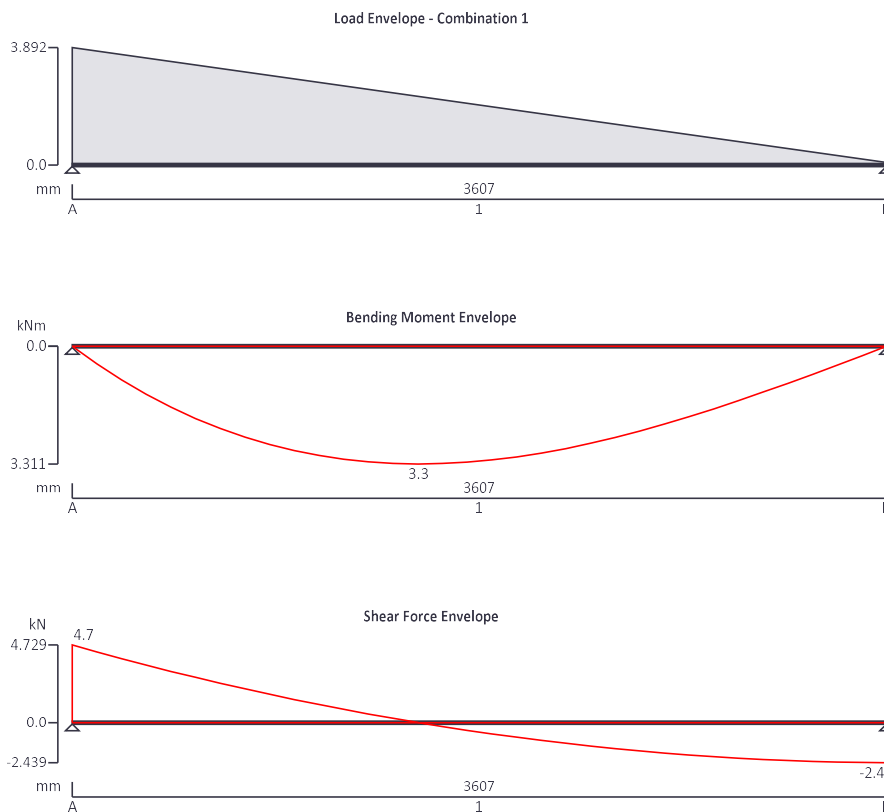 Load Envelope - Combination 1
3.892
0.0
mm 3607
A 1
Bending Moment Envelope
kNm
0.0
3.311
3.3
mm 3607
A 1
Shear Force Envelope
kN
4.7
4.729
0.0
-2.439
-2.4
mm 3607
A 1